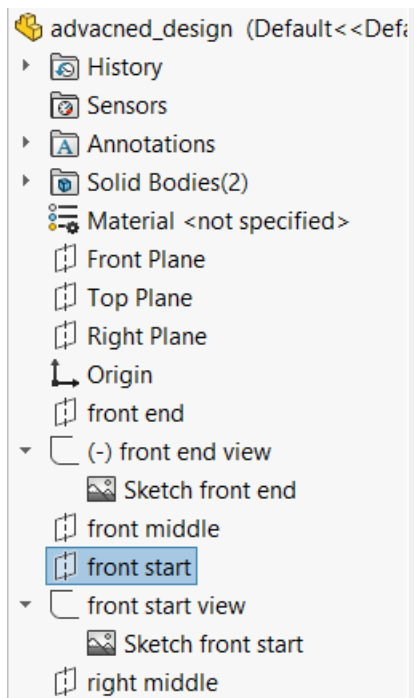 advacned_design (Default<<Defa
History
Sensors
A Annotations
Solid Bodies(2)
Material <not specified>
Front Plane
Top Plane
Right Plane
Origin
front end
(-) front end view
Sketch front end
front middle
front start
front start view
Sketch front start
right middle